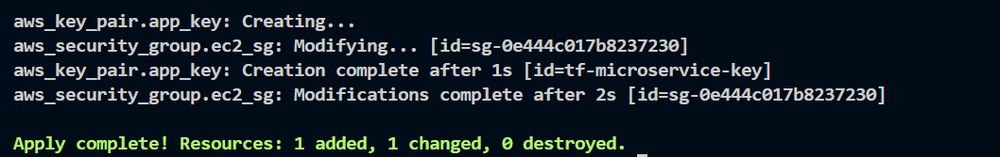 aws_key_pair.app_key: Creating...
aws_security_group.ec2_sg: Modifying... [id=sg-0e444c017b8237230]
aws_key_pair.app_key: Creation complete after 1s [id=tf-microservice-key]
aws_security_group.ec2_sg: Modifications complete after 2s [id=sg-0e444c017b8237230]
Apply complete! Resources: 1 added, 1 changed, 0 destroyed.